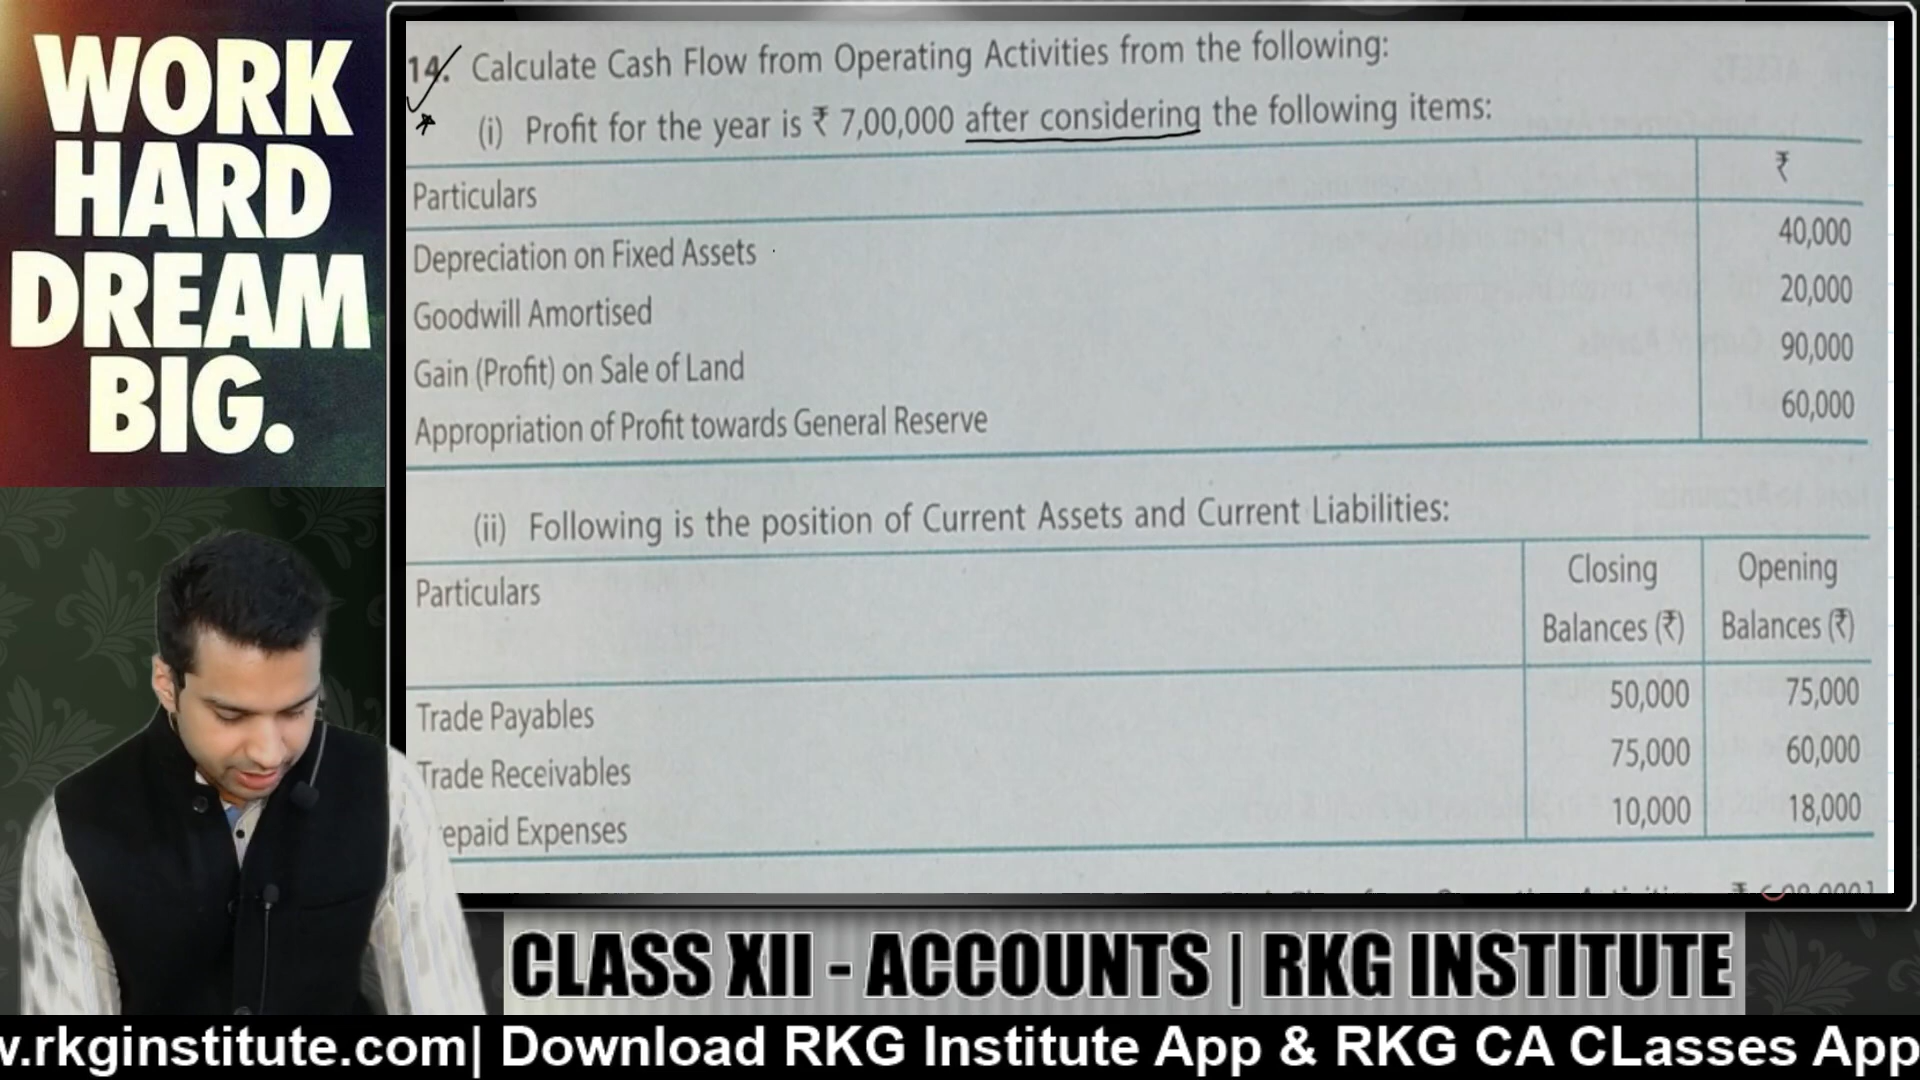 WORK
HARD
DREAM
BIG.
14. Calculate Cash Flow from Operating Activities from the following:
(i) Profit for the year is ₹ 7,00,000 after considering the following items:
Particulars ₹
Depreciation on Fixed Assets 40,000
Goodwill Amortised 20,000
Gain (Profit) on Sale of Land 90,000
Appropriation of Profit towards General Reserve 60,000
(ii) Following is the position of Current Assets and Current Liabilities:
Particulars Closing Balances (₹) Opening Balances (₹)
Trade Payables 50,000 75,000
Trade Receivables 75,000 60,000
epaid Expenses 10,000 18,000
CLASS XII - ACCOUNTS | RKG INSTITUTE
.rkginstitute.com| Download RKG Institute App & RKG CA CLasses App